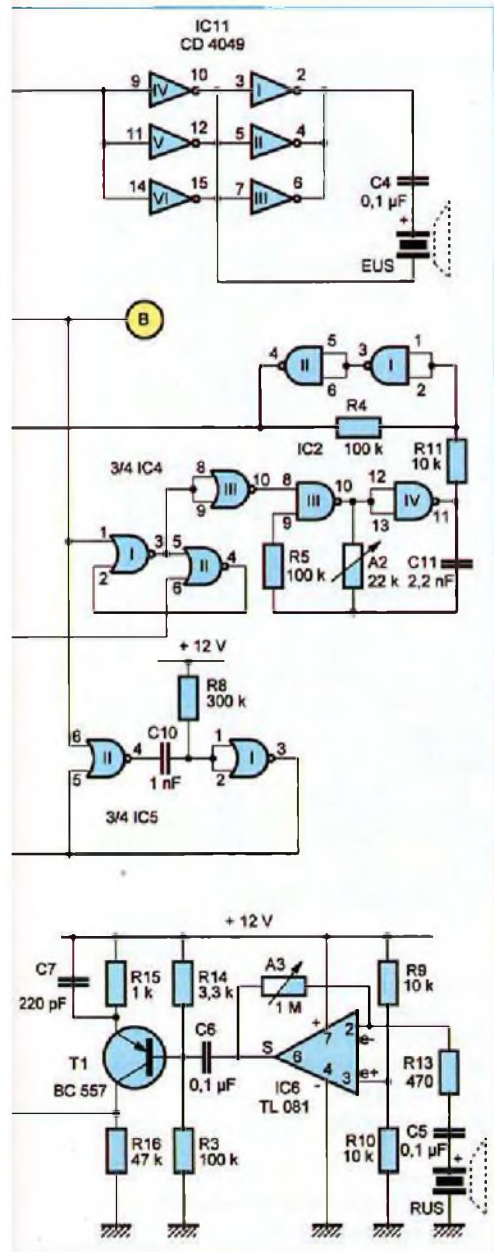 IC11
CD 4049
9 IV 10 3 I 2
11 V 12 5 II 4
14 VI 15 7 III 6
C4
0,1 µF
+
EUS
B
4 II 5 6 3 I 1 2
R4
100 k
IC2
R11
10 k
3/4 IC4
8 9 III 10 8 9 III 10 12 13 IV 11
1 2 I 3 5 6 II 4
R5
100 k
A2
22 k
C11
2,2 nF
+ 12 V
R8
300 k
6 5 II 4
C10
1 nF
1 2 I 3
3/4 IC5
+ 12 V
C7
220 pF
R15
1 k
R14
3,3 k
A3
1 M
R9
10 k
T1
BC 557
C6
0,1 µF
S 6 + 7 2 e- e+ 3 4 -
IC6
TL 081
R13
470
R16
47 k
R3
100 k
R10
10 k
C5
0,1 µF
+
RUS